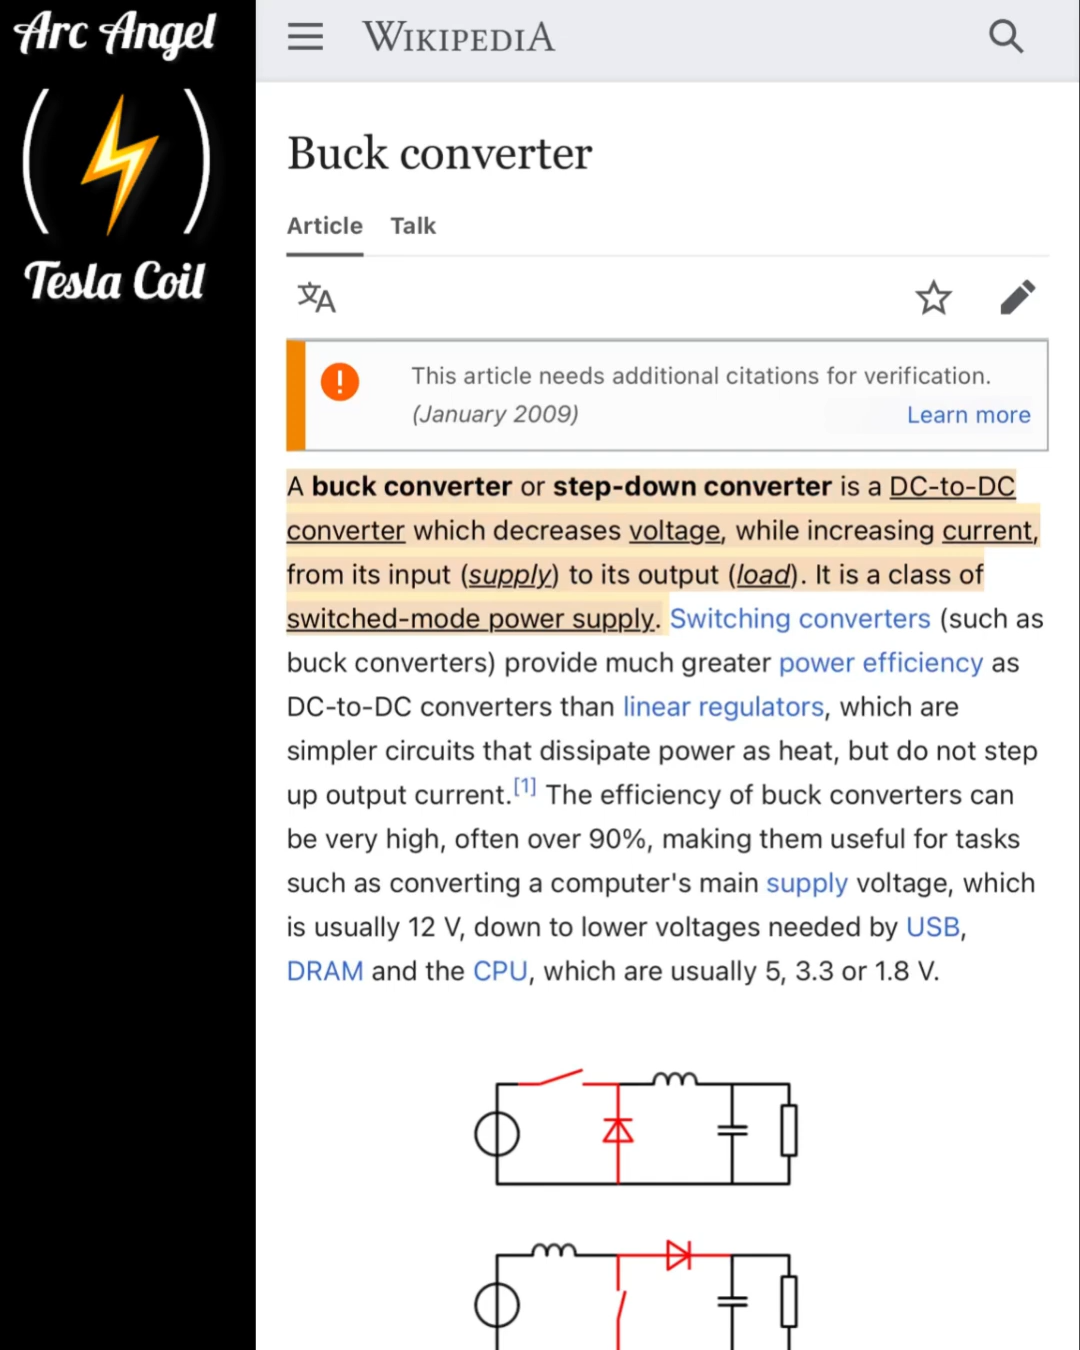 Arc Angel
Tesla Coil
WIKIPEDIA
Buck converter
Article Talk
This article needs additional citations for verification.
(January 2009)
Learn more
A buck converter or step-down converter is a DC-to-DC
converter which decreases voltage, while increasing current,
from its input (supply) to its output (load). It is a class of
switched-mode power supply. Switching converters (such as
buck converters) provide much greater power efficiency as
DC-to-DC converters than linear regulators, which are
simpler circuits that dissipate power as heat, but do not step
up output current.[1] The efficiency of buck converters can
be very high, often over 90%, making them useful for tasks
such as converting a computer's main supply voltage, which
is usually 12 V, down to lower voltages needed by USB,
DRAM and the CPU, which are usually 5, 3.3 or 1.8 V.